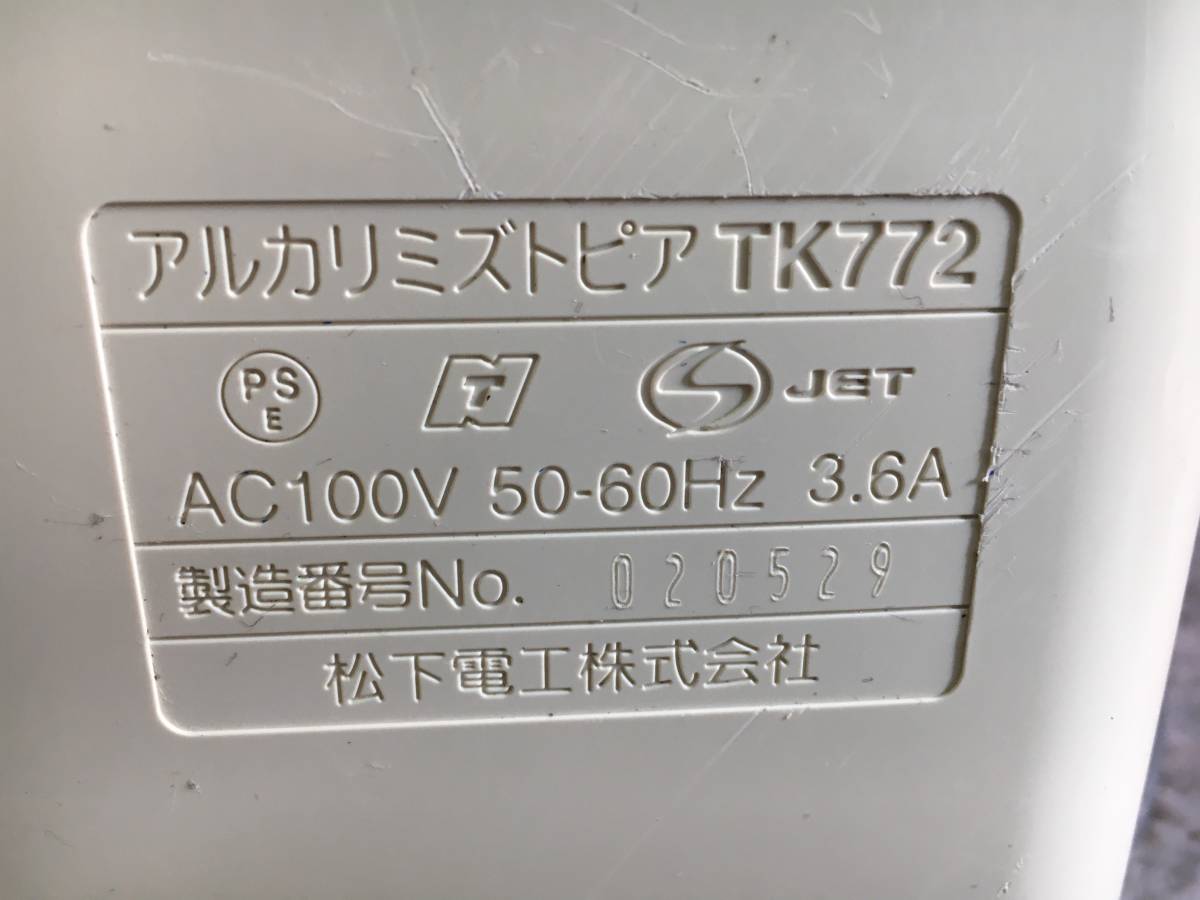 アルカリミズトピア TK772
PS E N T S JET
AC100V 50-60Hz 3.6A
製造番号No. 020529
松下電工株式会社